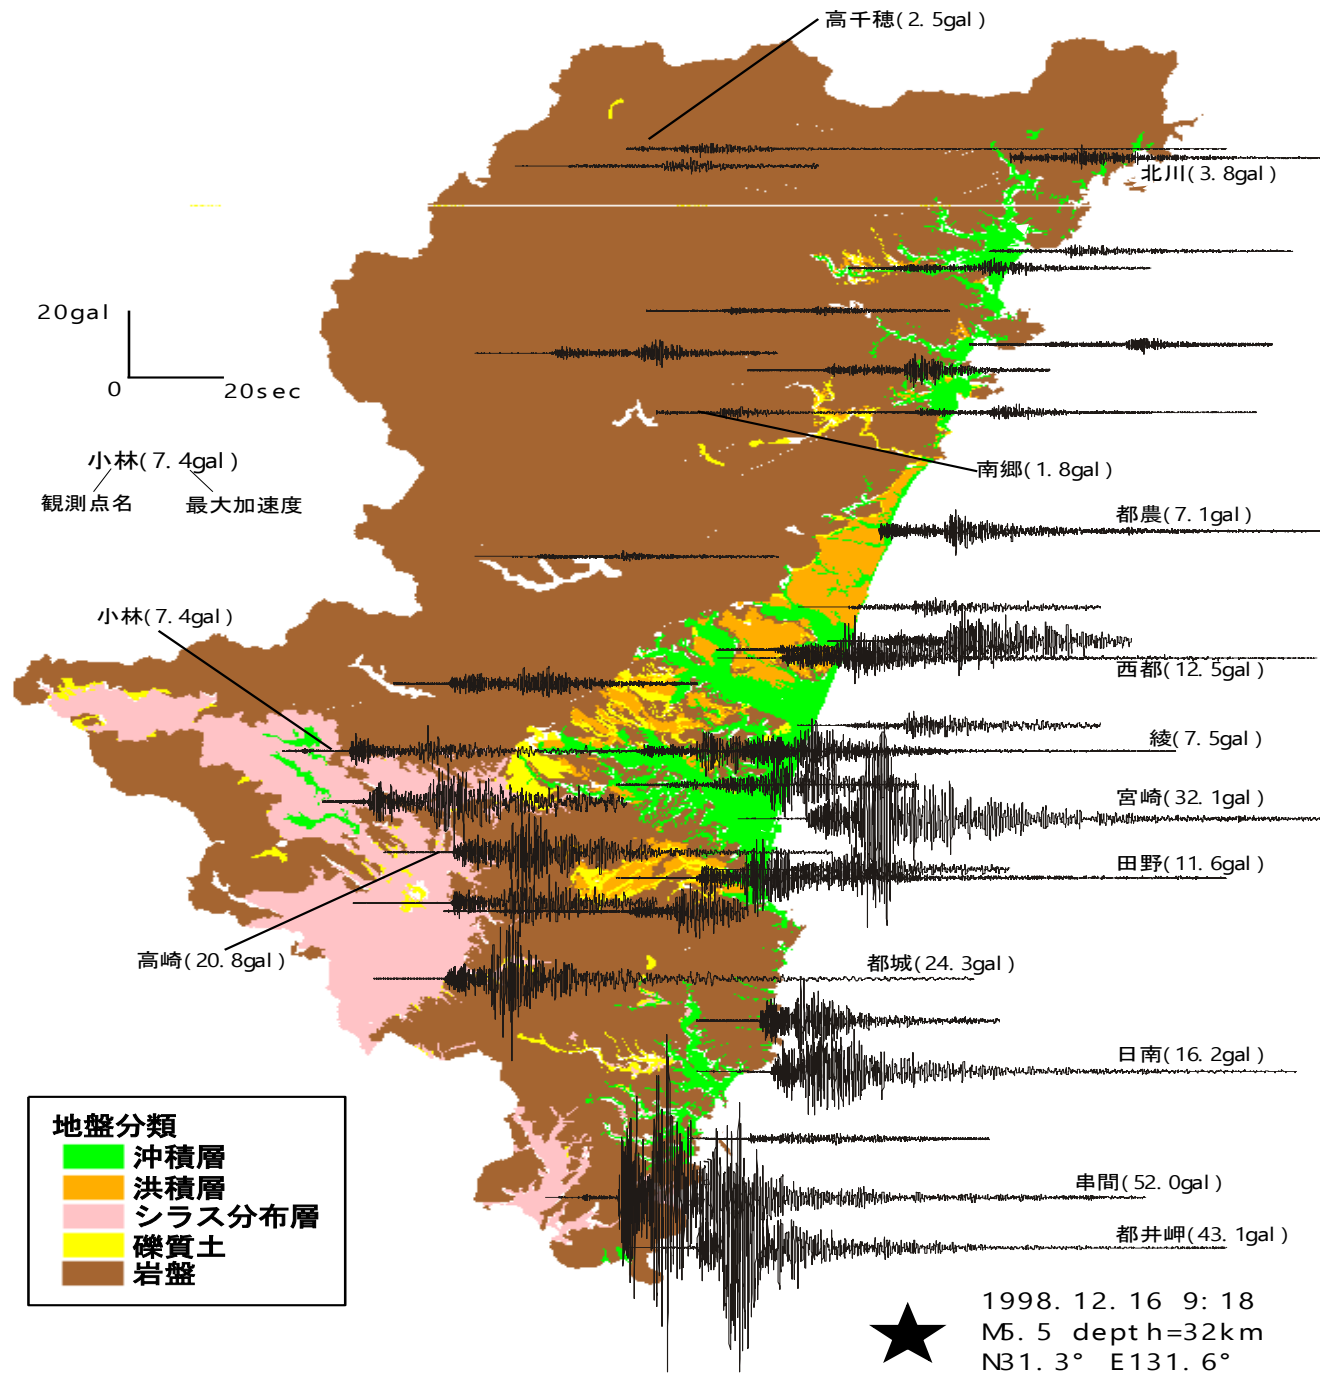 高千穂(2.5gal)
北川(3.8gal)
20gal
0
20sec
小林(7.4gal)
観測点名
最大加速度
南郷(1.8gal)
都農(7.1gal)
小林(7.4gal)
西都(12.5gal)
綾(7.5gal)
宮崎(32.1gal)
田野(11.6gal)
高崎(20.8gal)
都城(24.3gal)
日南(16.2gal)
地盤分類
沖積層
洪積層
シラス分布層
礫質土
岩盤
串間(52.0gal)
都井岬(43.1gal)
1998.12.16 9:18
M5.5 depth=32km
N31.3° E131.6°